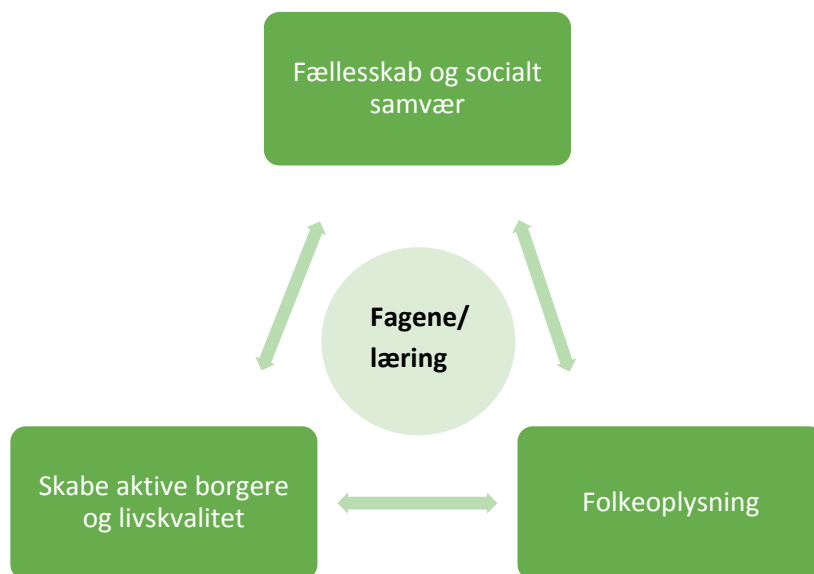 Fællesskab og socialt
samvær
Fagene/
læring
Skabe aktive borgere
og livskvalitet
Folkeoplysning